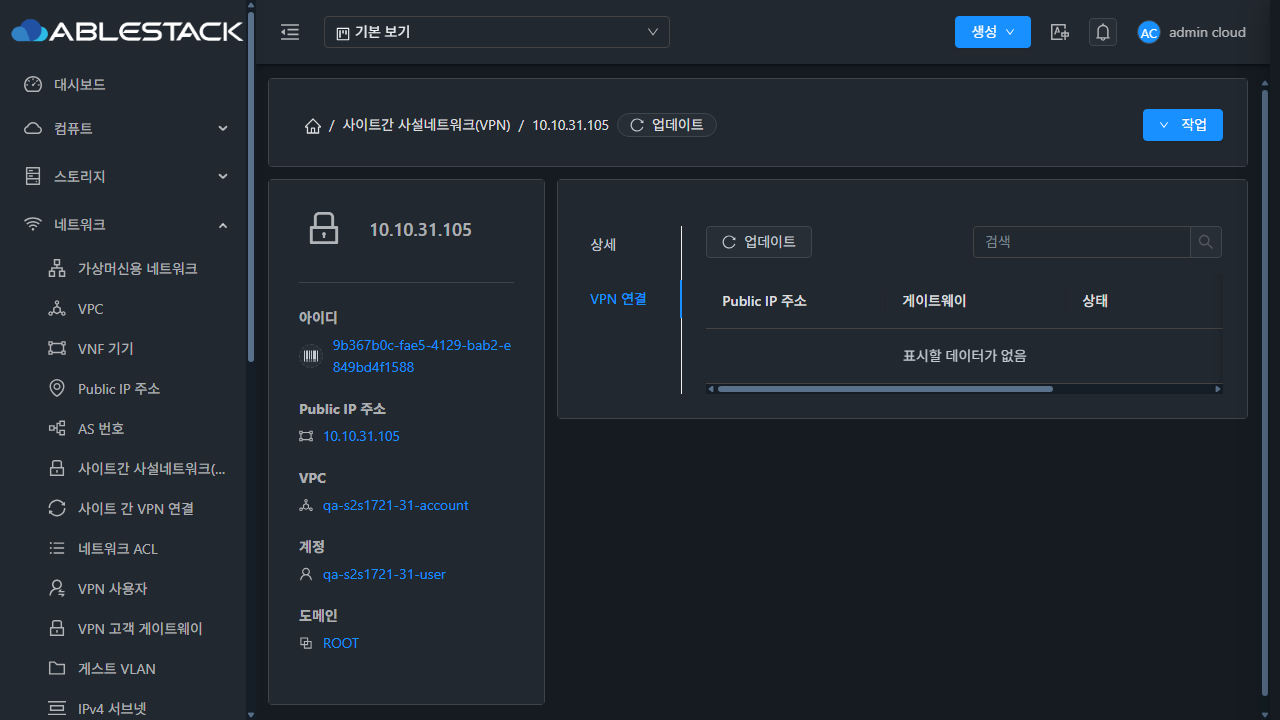 ABLESTACK
기본 보기
생성
AC
admin cloud
대시보드
컴퓨트
스토리지
네트워크
가상머신용 네트워크
VPC
VNF 기기
Public IP 주소
AS 번호
사이트간 사설네트워크(...
사이트 간 VPN 연결
네트워크 ACL
VPN 사용자
VPN 고객 게이트웨이
게스트 VLAN
IPv4 서브넷
/ 사이트간 사설네트워크(VPN) / 10.10.31.105 업데이트
작업
10.10.31.105
아이디
9b367b0c-fae5-4129-bab2-e
849bd4f1588
Public IP 주소
10.10.31.105
VPC
qa-s2s1721-31-account
계정
qa-s2s1721-31-user
도메인
ROOT
상세
VPN 연결
업데이트
검색
Public IP 주소 게이트웨이 상태
표시할 데이터가 없음